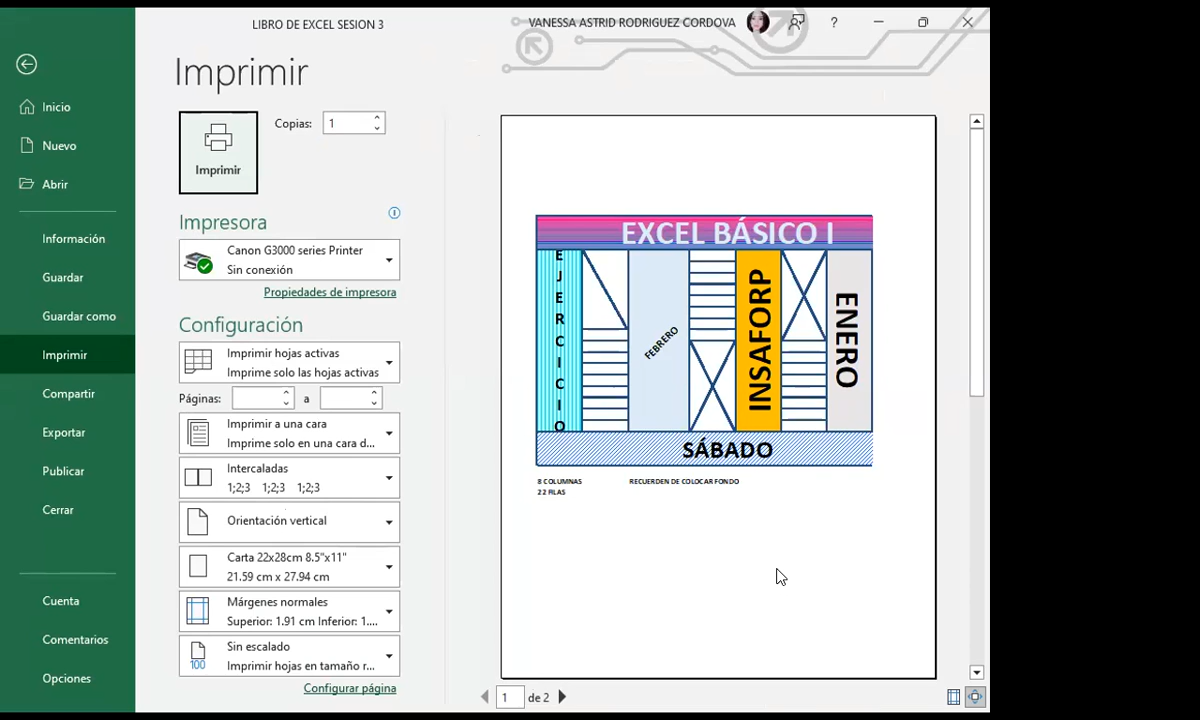 LIBRO DE EXCEL SESION 3
VANESSA ASTRID RODRIGUEZ CORDOVA
?
Imprimir
Inicio
Nuevo
Abrir
Información
Guardar
Guardar como
Imprimir
Compartir
Exportar
Publicar
Cerrar
Cuenta
Comentarios
Opciones
Imprimir
Copias: 1
Impresora
Canon G3000 series Printer
Sin conexión
Propiedades de impresora
Configuración
Imprimir hojas activas
Imprime solo las hojas activas
Páginas: a
Imprimir a una cara
Imprime solo en una cara d...
Intercaladas
1;2;3 1;2;3 1;2;3
Orientación vertical
Carta 22x28cm 8.5"x11"
21.59 cm x 27.94 cm
Márgenes normales
Superior: 1.91 cm Inferior: 1....
Sin escalado
100
Imprimir hojas en tamaño r...
Configurar página
EXCEL BÁSICO I
EJERCICIO
FEBRERO
INSAFORP
ENERO
SÁBADO
8 COLUMNAS
RECUERDEN DE COLOCAR FONDO
22 FILAS
1 de 2